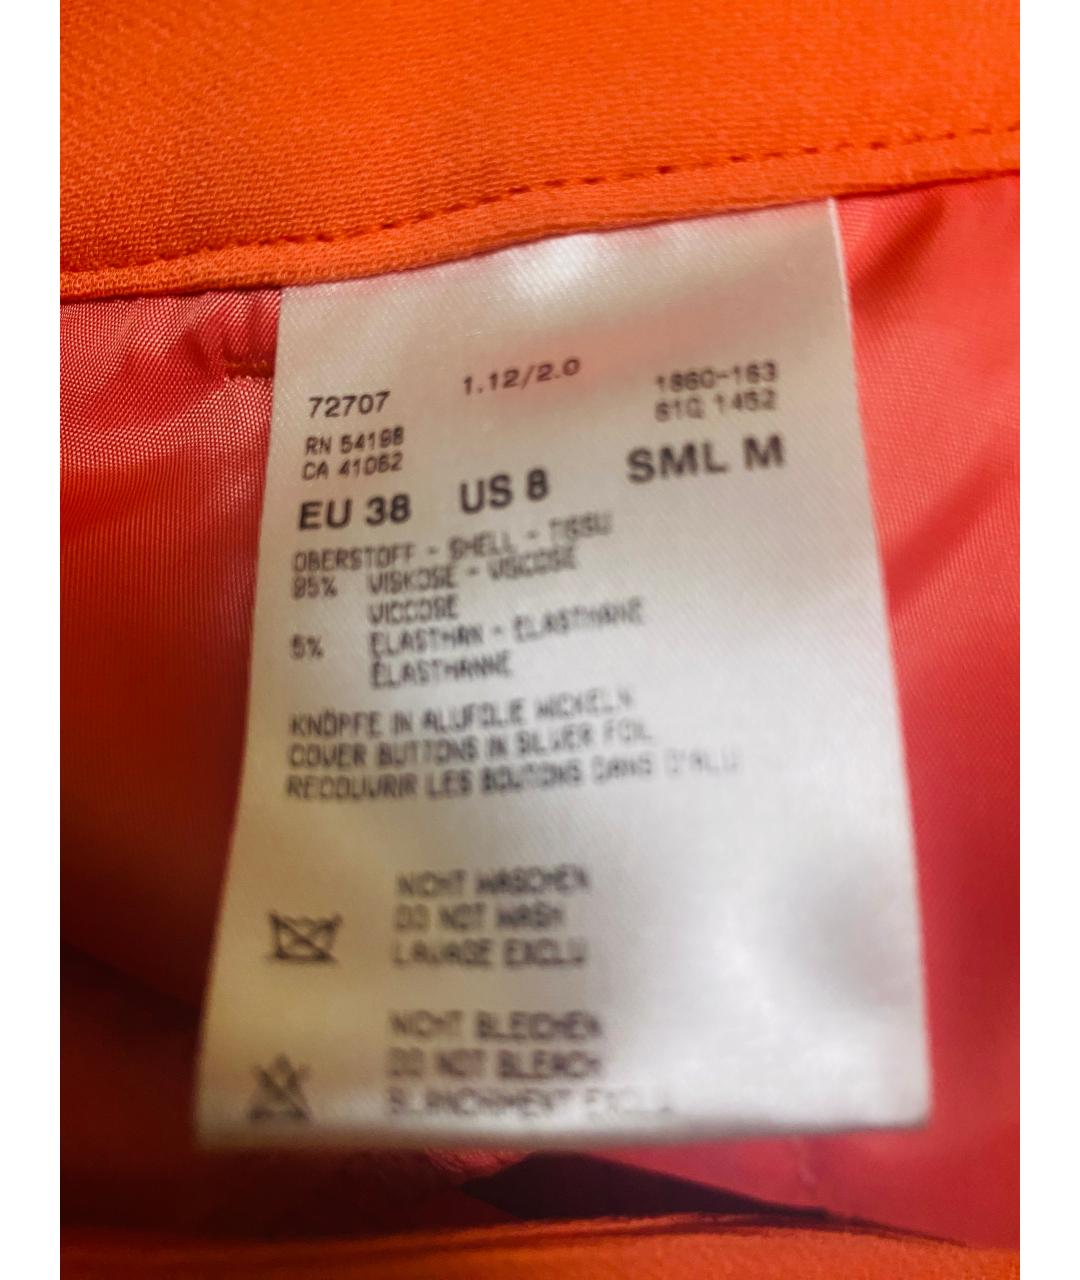 72707 1.12/2.0 1860-163
61Q 1452
RN 54198
CA 41062
EU 38 US 8 SML M
OBERSTOFF - SHELL - TISSU
95% VISKOSE - VISCOSE
VICCOSE
5% ELASTHAN - ELASTHANE
ÉLASTHANNE
KNÖPFE IN ALUFOLIE WICKELN
COVER BUTTONS IN SILVER FOIL
RECOUVRIR LES BOUTONS DANS D'ALU
NICHT WASCHEN
DO NOT WASH
LAVAGE EXCLU
NICHT BLEICHEN
DO NOT BLEACH
BLANCHIMENT EXCLU